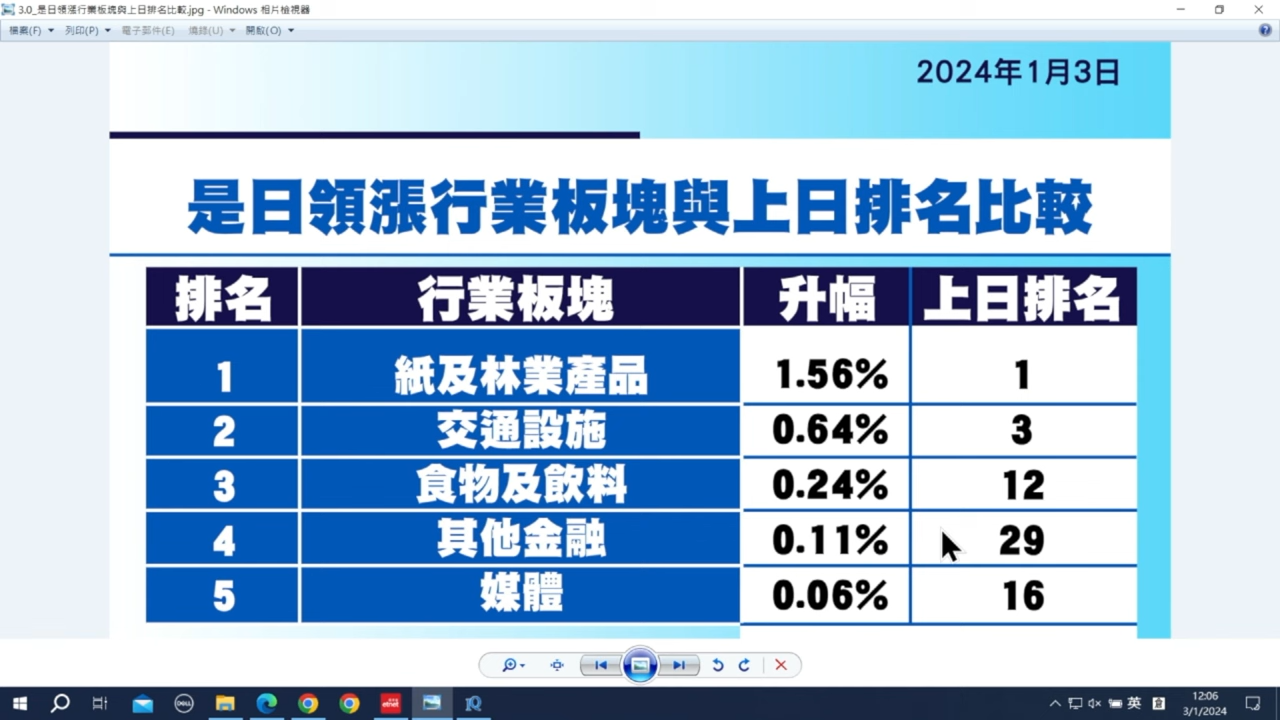 3.0_是日領漲行業板塊與上日排名比較.jpg - Windows 相片檢視器
檔案(F) 列印(P) 電子郵件(E) 燒錄(U) 開啟(O)
2024年1月3日
是日領漲行業板塊與上日排名比較
排名 行業板塊 升幅 上日排名
1 紙及林業產品 1.56% 1
2 交通設施 0.64% 3
3 食物及飲料 0.24% 12
4 其他金融 0.11% 29
5 媒體 0.06% 16
DELL
etnet
英
12:06
3/1/2024